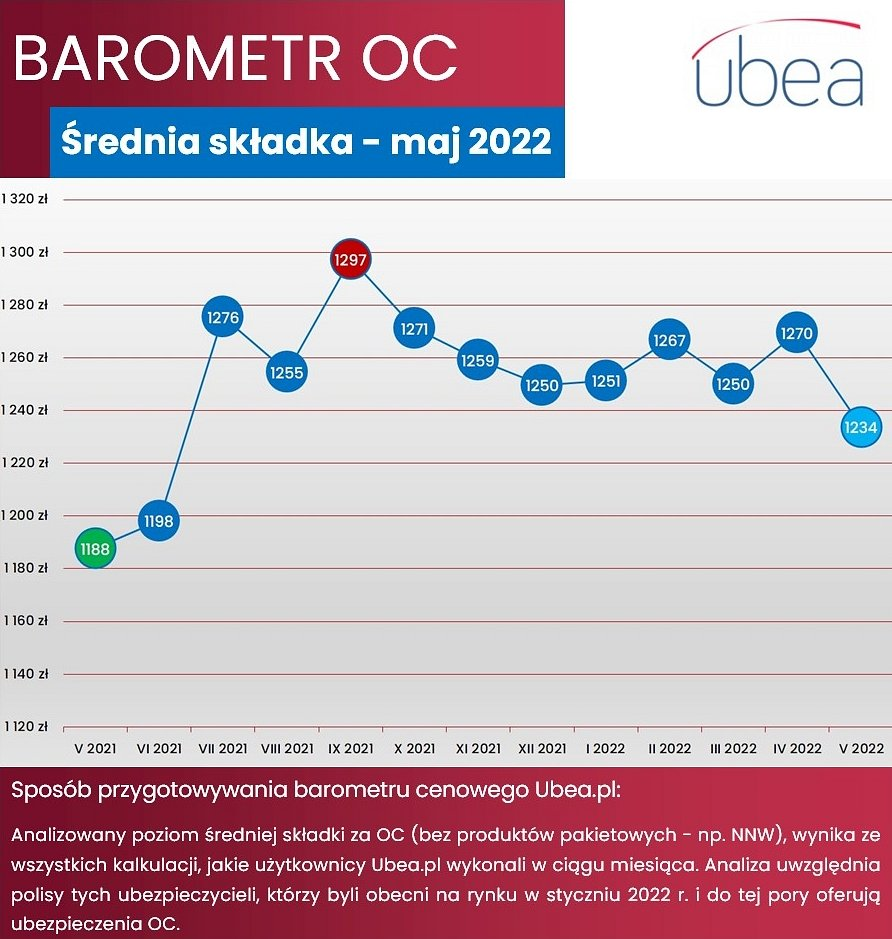 BAROMETR OC
ubea
Średnia składka - maj 2022
1 320 zł
1 300 zł
1 280 zł
1 260 zł
1 240 zł
1 220 zł
1 200 zł
1 180 zł
1 160 zł
1 140 zł
1 120 zł
1188
1198
1276
1255
1297
1271
1259
1250
1251
1267
1250
1270
1234
V 2021 VI 2021 VII 2021 VIII 2021 IX 2021 X 2021 XI 2021 XII 2021 I 2022 II 2022 III 2022 IV 2022 V 2022
Sposób przygotowywania barometru cenowego Ubea.pl:
Analizowany poziom średniej składki za OC (bez produktów pakietowych - np. NNW), wynika ze
wszystkich kalkulacji, jakie użytkownicy Ubea.pl wykonali w ciągu miesiąca. Analiza uwzględnia
polisy tych ubezpieczycieli, którzy byli obecni na rynku w styczniu 2022 r. i do tej pory oferują
ubezpieczenia OC.